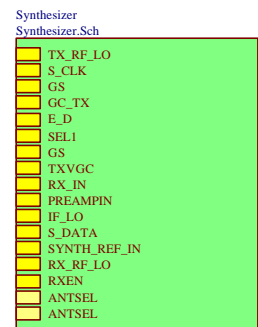 Synthesizer
Synthesizer.Sch
TX_RF_LO
S_CLK
GS
GC_TX
E_D
SEL1
GS
TXVGC
RX_IN
PREAMPIN
IF_LO
S_DATA
SYNTH_REF_IN
RX_RF_LO
RXEN
ANTSEL
ANTSEL